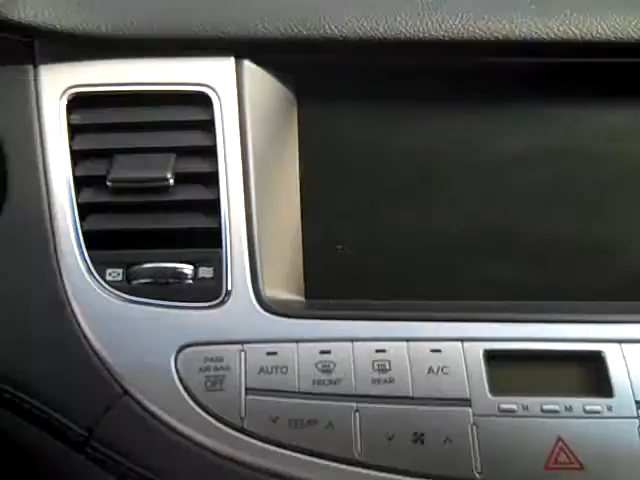 PASS
AIR BAG
OFF
AUTO
FRONT
REAR
A/C
H
M
R
TEMP